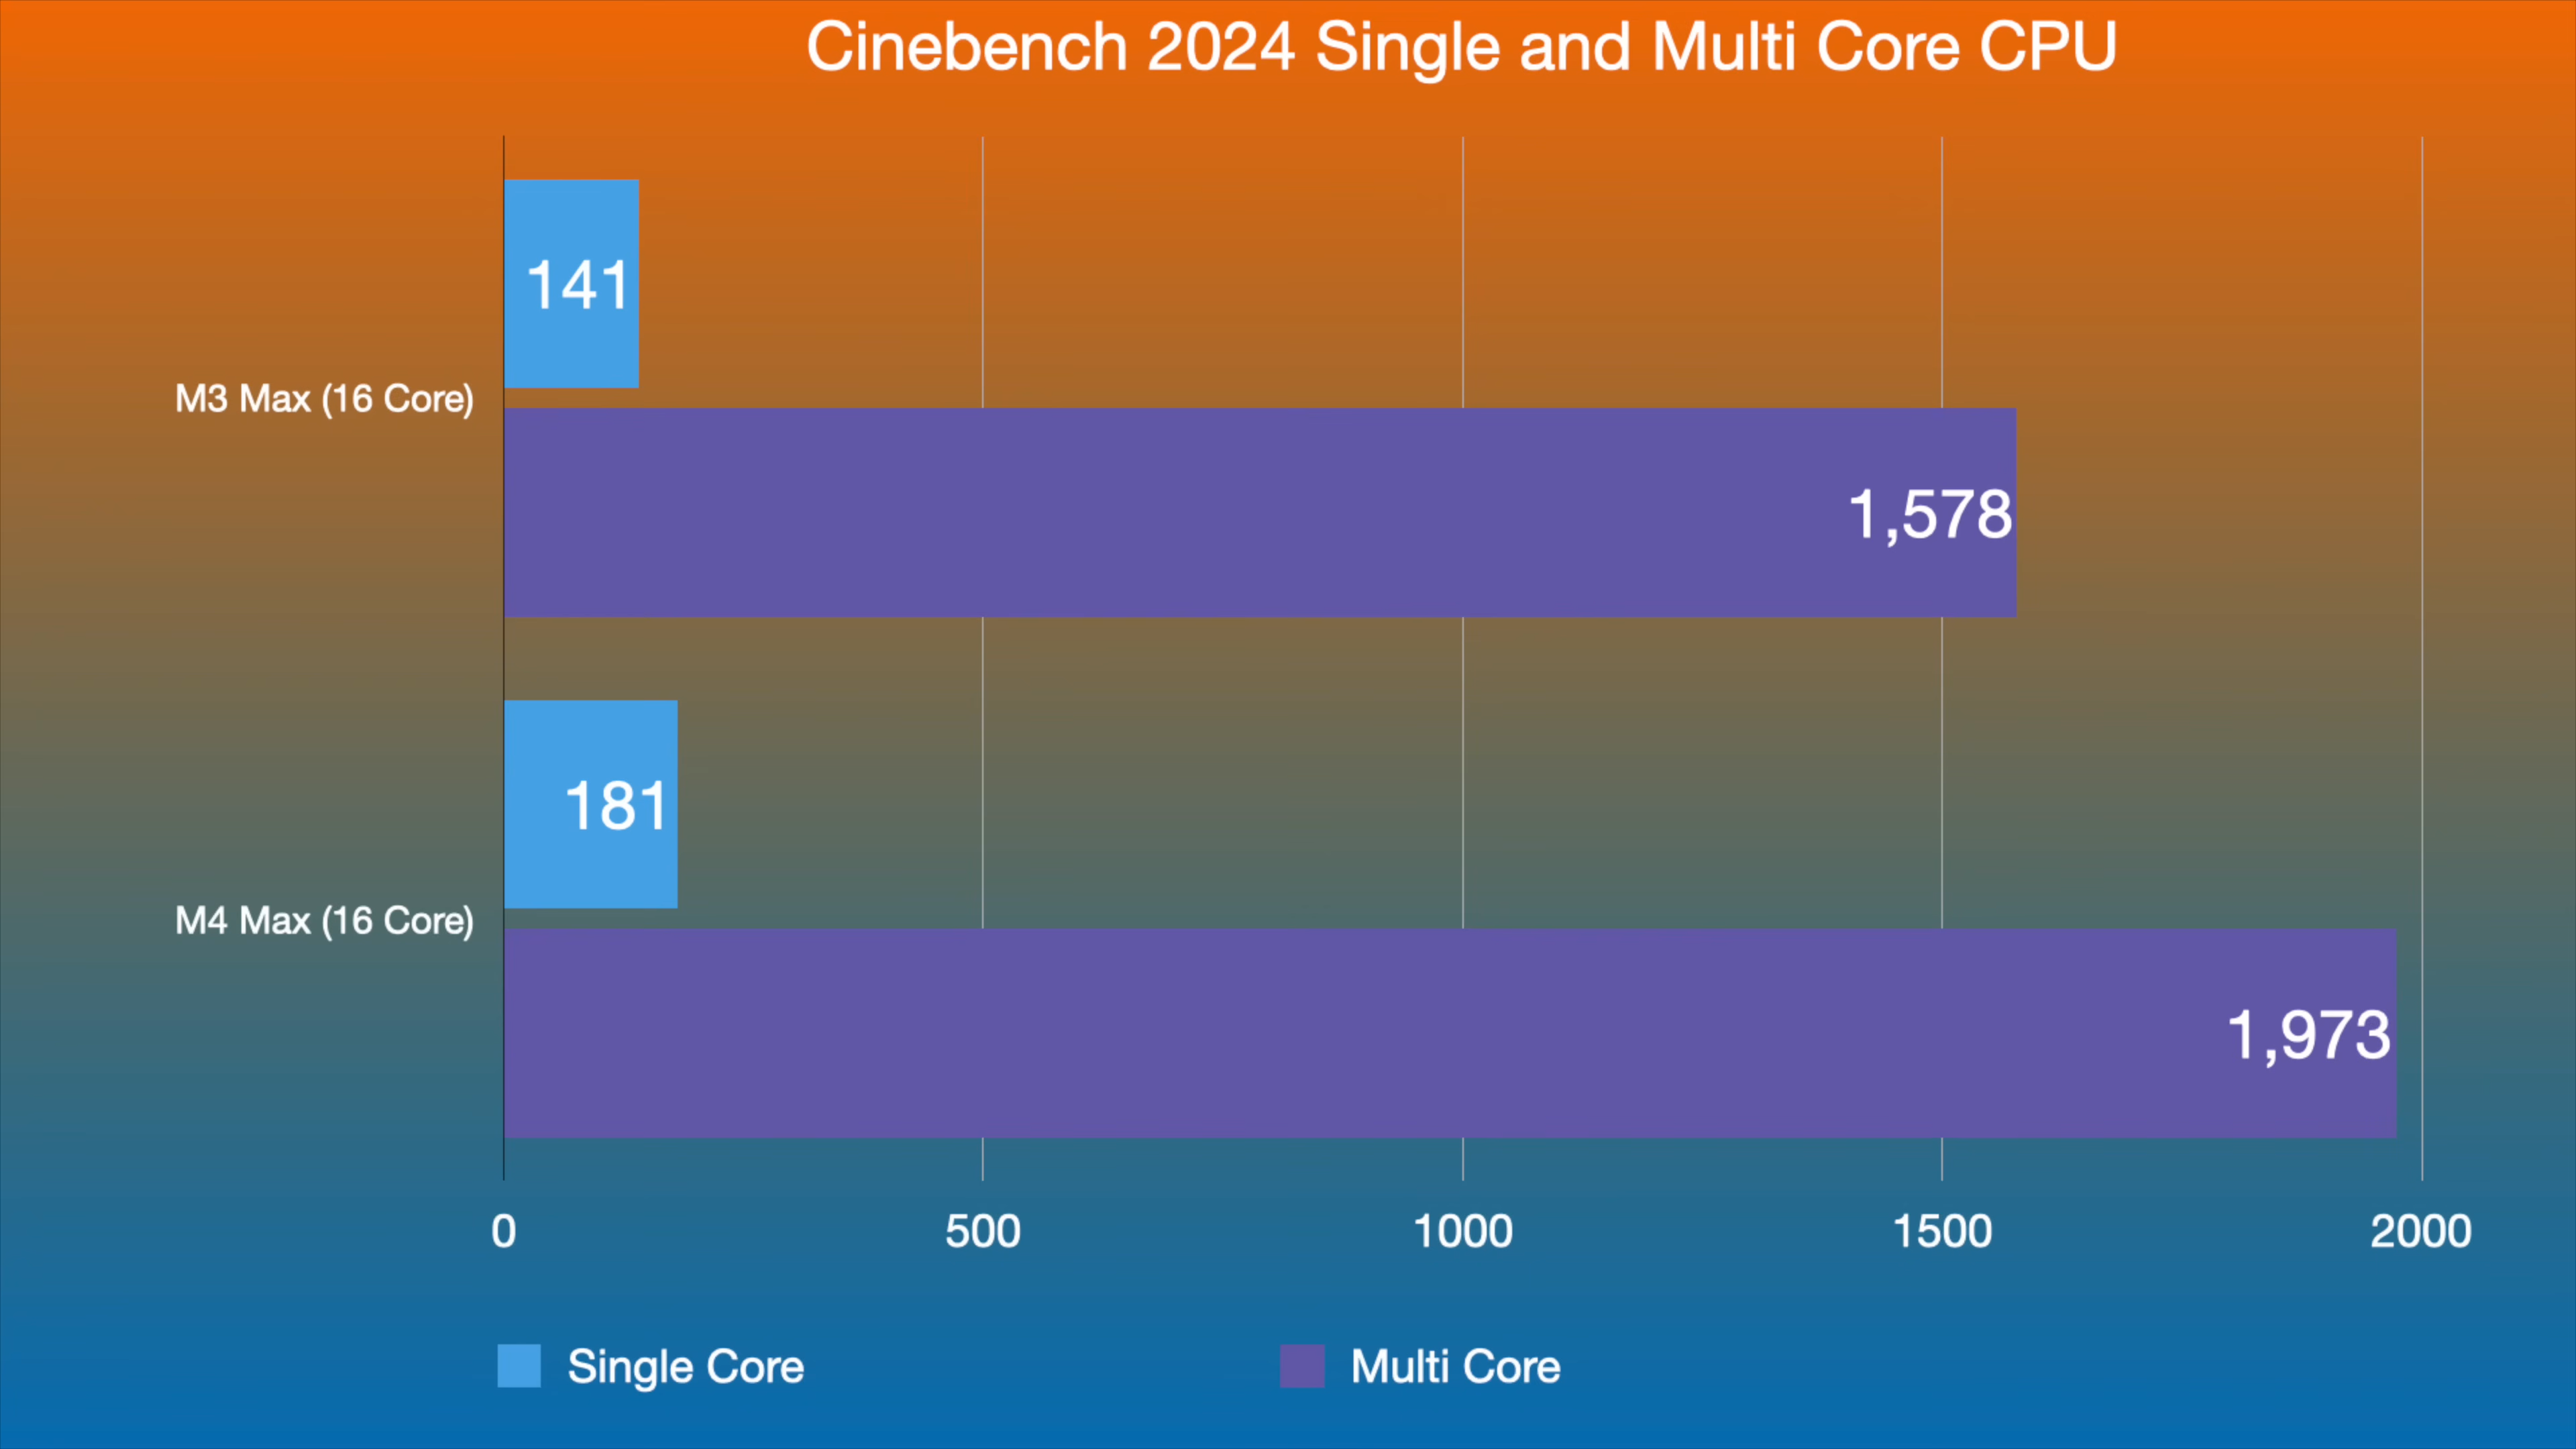 Cinebench 2024 Single and Multi Core CPU
141
M3 Max (16 Core)
1,578
181
M4 Max (16 Core)
1,973
0 500 1000 1500 2000
Single Core Multi Core